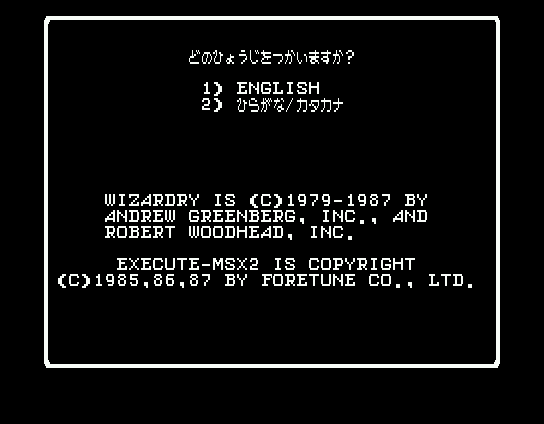 どのひょうじをつかいますか?
1) ENGLISH
2) ひらがな/カタカナ
WIZARDRY IS (C)1979-1987 BY
ANDREW GREENBERG, INC., AND
ROBERT WOODHEAD, INC.
EXECUTE-MSX2 IS COPYRIGHT
(C)1985,86,87 BY FORETUNE CO., LTD.